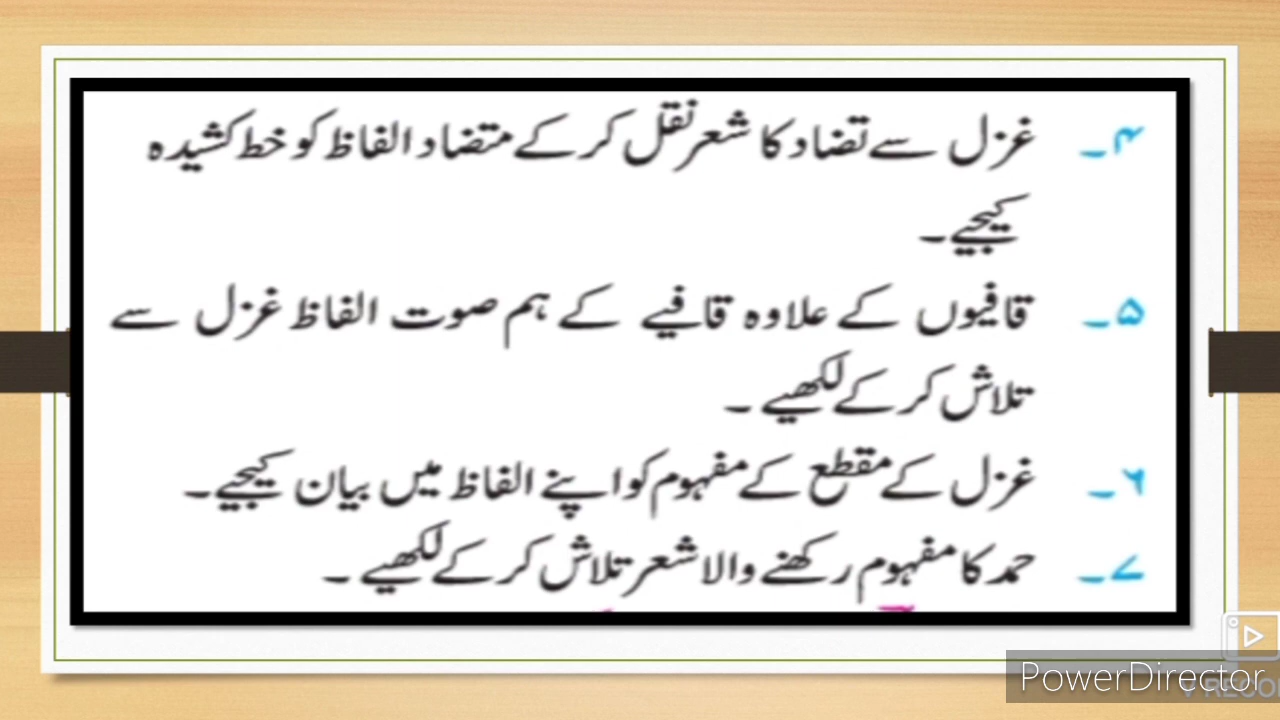 ۴۔ غزل سے تضاد کا شعر نقل کر کے متضاد الفاظ کو خط کشیدہ
کیجیے۔
۵۔ قافیوں کے علاوہ قافیے کے ہم صوت الفاظ غزل سے
تلاش کر کے لکھیے۔
۶۔ غزل کے مقطع کے مفہوم کو اپنے الفاظ میں بیان کیجیے۔
۷۔ حمد کا مفہوم رکھنے والا شعر تلاش کر کے لکھیے۔
PowerDirector